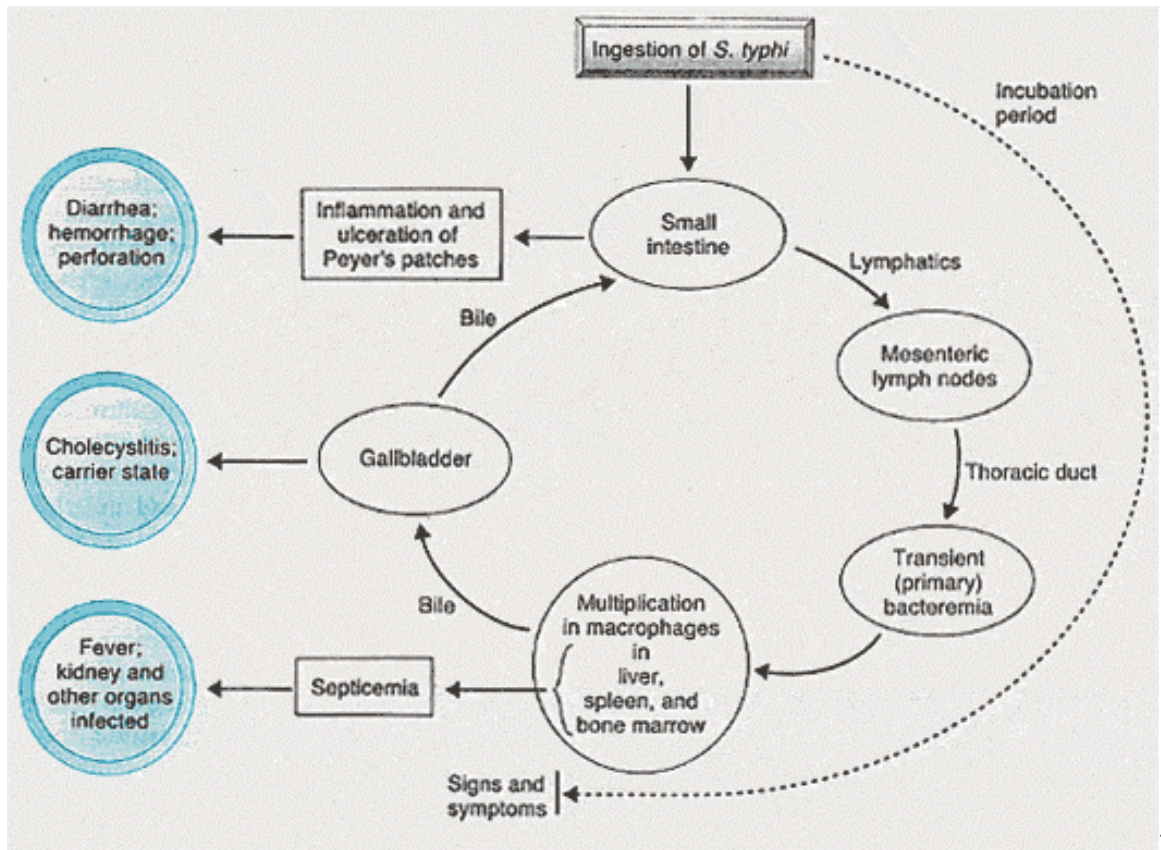 Ingestion of S. typhi
Incubation
period
Diarrhea;
hemorrhage;
perforation
Inflammation and
ulceration of
Peyer's patches
Small
intestine
Lymphatics
Bile
Mesenteric
lymph nodes
Cholecystitis;
carrier state
Gallbladder
Thoracic duct
Transient
(primary)
bacteremia
Bile
Multiplication
in macrophages
in
liver,
spleen, and
bone marrow
Septicemia
Fever;
kidney and
other organs
infected
Signs and
symptoms